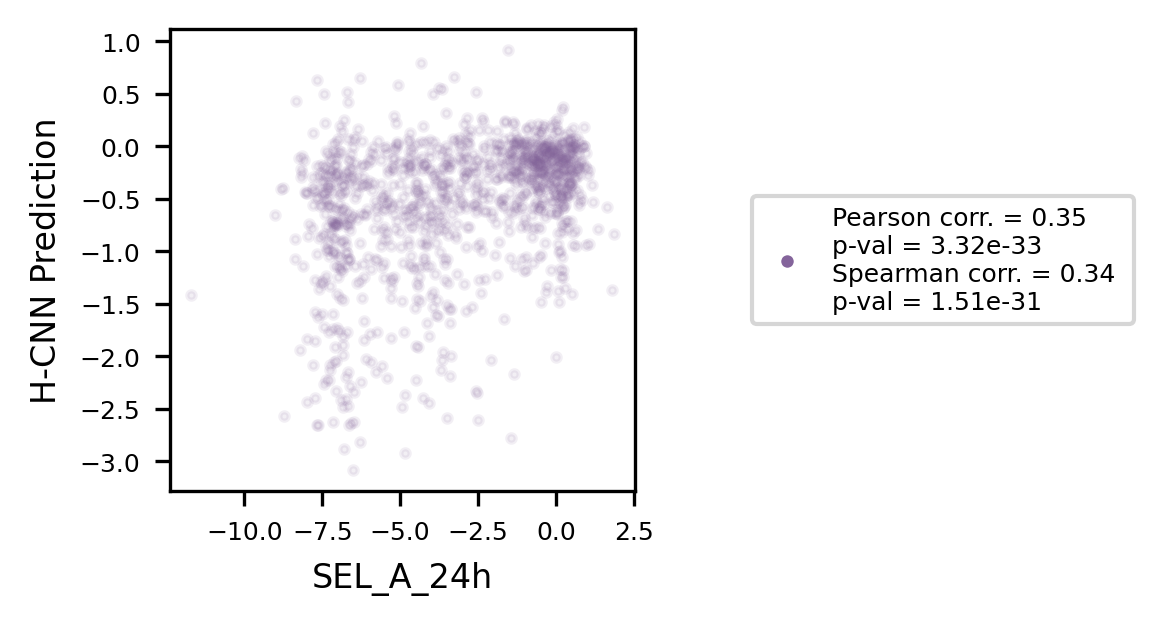 1.0
0.5
0.0
−0.5
−1.0
−1.5
−2.0
−2.5
−3.0
H-CNN Prediction
−10.0 −7.5 −5.0 −2.5 0.0 2.5
SEL_A_24h
Pearson corr. = 0.35
p-val = 3.32e-33
Spearman corr. = 0.34
p-val = 1.51e-31